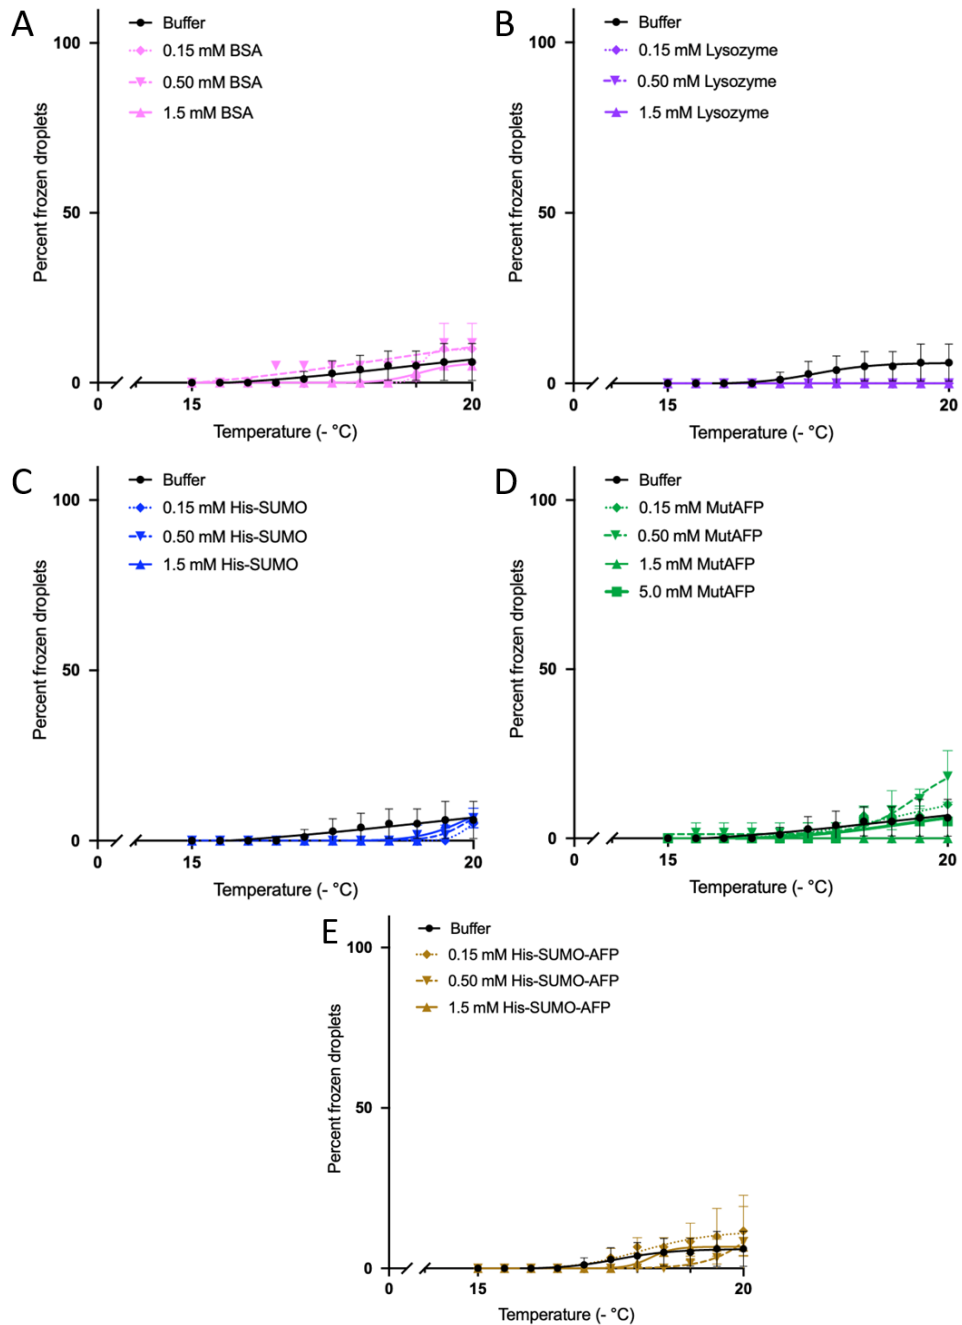 A
Buffer
0.15 mM BSA
0.50 mM BSA
1.5 mM BSA
100
50
0
0
15
20
Percent frozen droplets
Temperature (- °C)
B
Buffer
0.15 mM Lysozyme
0.50 mM Lysozyme
1.5 mM Lysozyme
100
50
0
0
15
20
Percent frozen droplets
Temperature (- °C)
C
Buffer
0.15 mM His-SUMO
0.50 mM His-SUMO
1.5 mM His-SUMO
100
50
0
0
15
20
Percent frozen droplets
Temperature (- °C)
D
Buffer
0.15 mM MutAFP
0.50 mM MutAFP
1.5 mM MutAFP
5.0 mM MutAFP
100
50
0
0
15
20
Percent frozen droplets
Temperature (- °C)
E
Buffer
0.15 mM His-SUMO-AFP
0.50 mM His-SUMO-AFP
1.5 mM His-SUMO-AFP
100
50
0
0
15
20
Percent frozen droplets
Temperature (- °C)